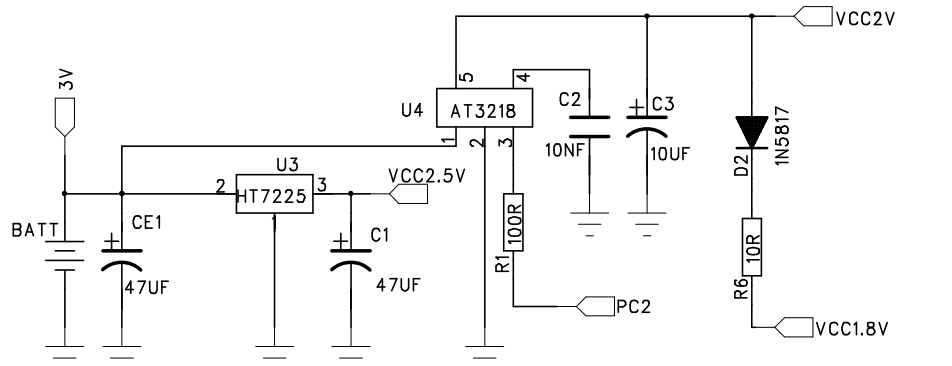 VCC2V
3V
5
4
U4
AT3218
C2
10NF
C3
10UF
1
2
3
1N5817
D2
U3
2
HT7225
3
1
VCC2.5V
BATT
CE1
47UF
C1
47UF
100R
R1
PC2
10R
R6
VCC1.8V